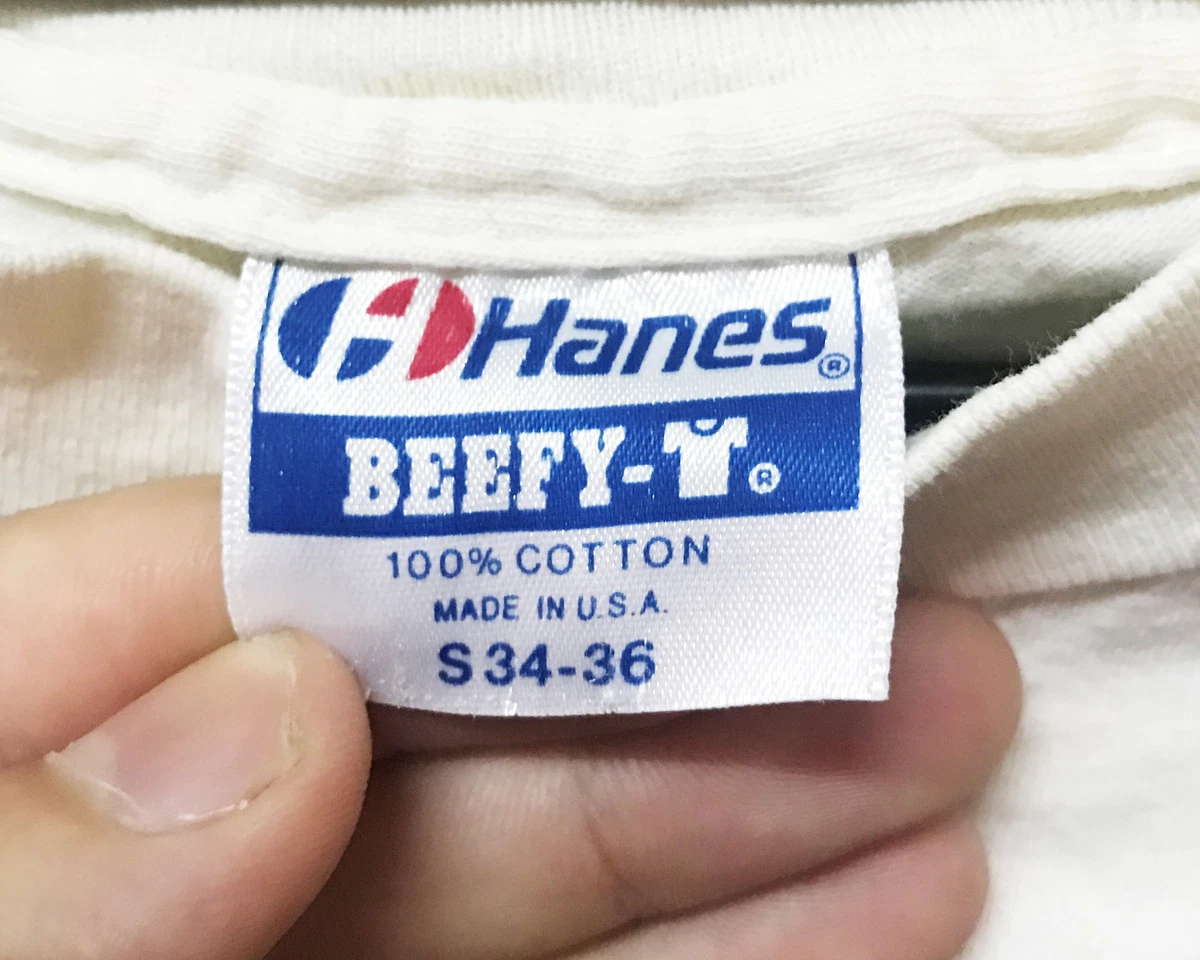 Hanes®
BEEFY-T®
100% COTTON
MADE IN U.S.A.
S 34-36